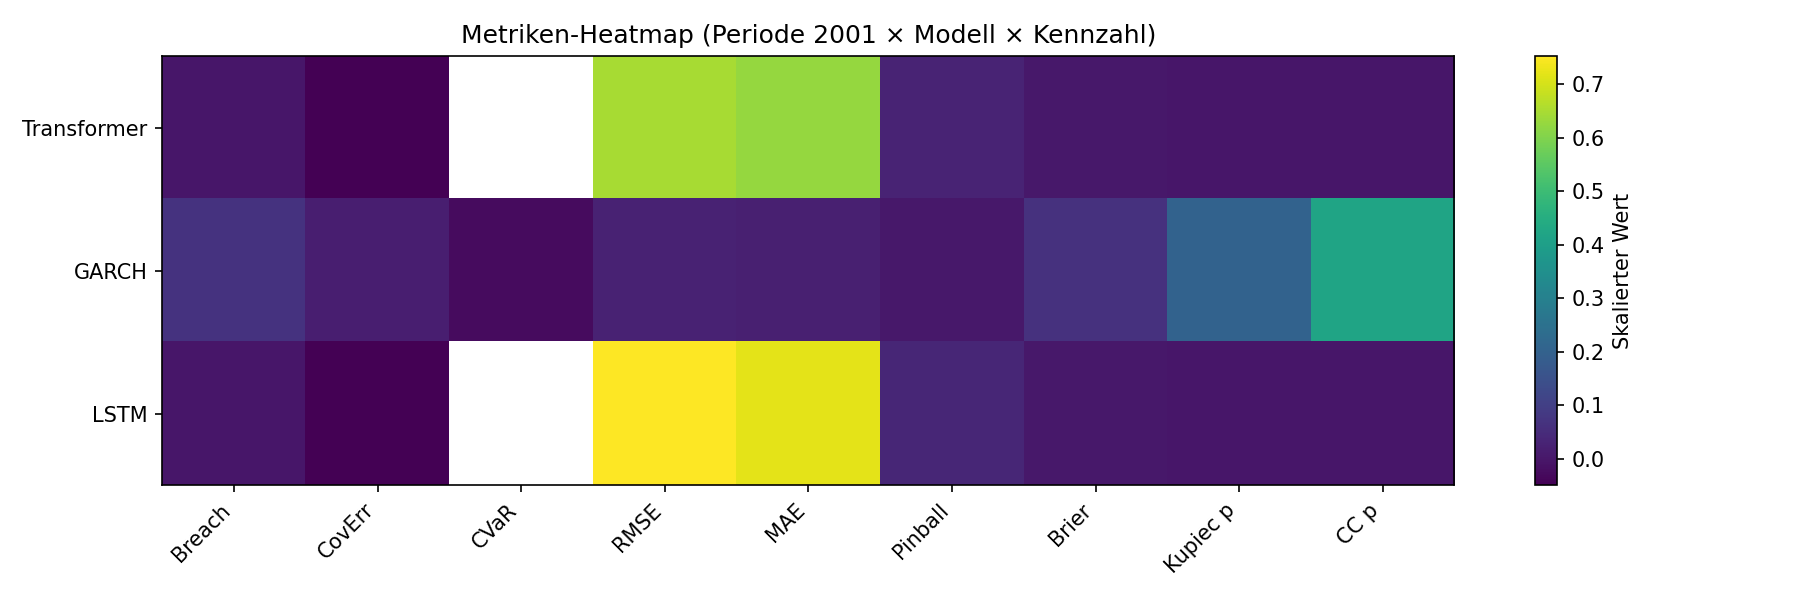 Metriken-Heatmap (Periode 2001 × Modell × Kennzahl)
Transformer
GARCH
LSTM
Breach
CovErr
CVaR
RMSE
MAE
Pinball
Brier
Kupiec p
CC p
0.7
0.6
0.5
0.4
0.3
0.2
0.1
0.0
Skalierter Wert